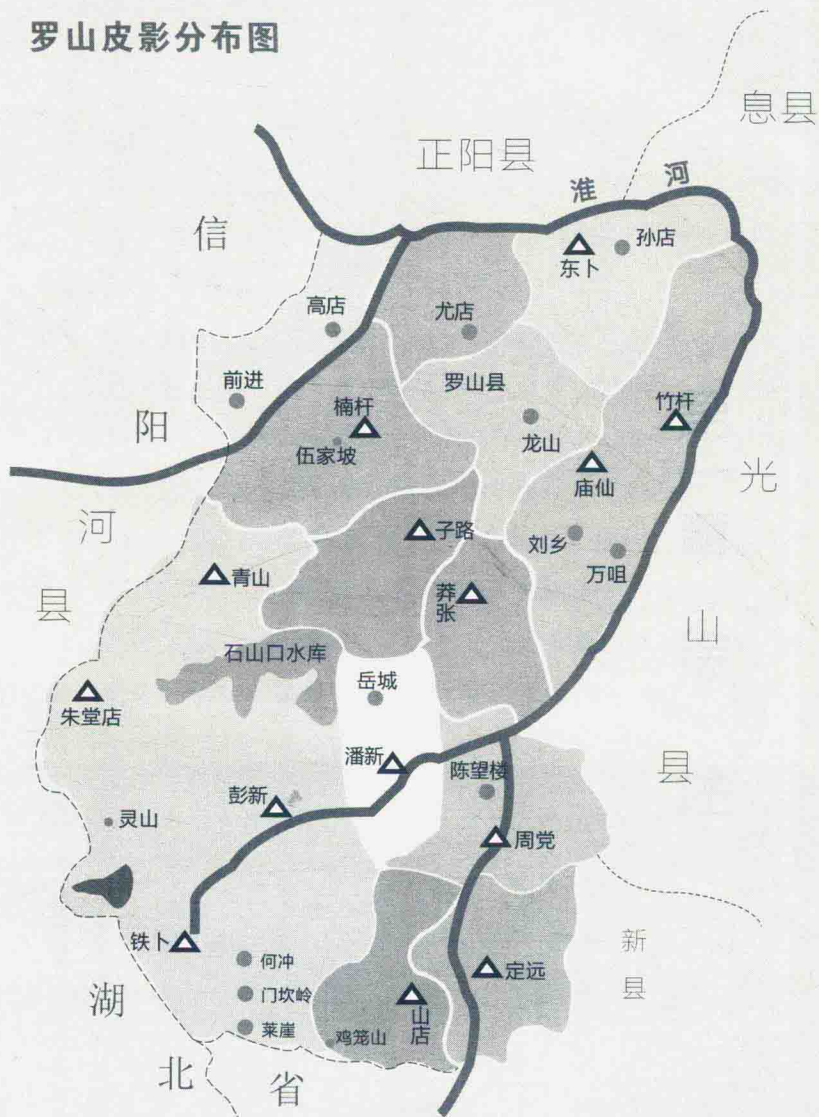 罗山皮影分布图
息县
正阳县
淮河
信阳河县
孙店
东卜
高店
尤店
前进
罗山县
楠杆
竹杆
龙山
伍家坡
庙仙
光山县
子路
刘乡
万咀
青山
莽张
石山口水库
岳城
朱堂店
潘新
陈望楼
彭新
灵山
周党
铁卜
新县
何冲
定远
门坎岭
山店
莱崖
鸡笼山
湖北省